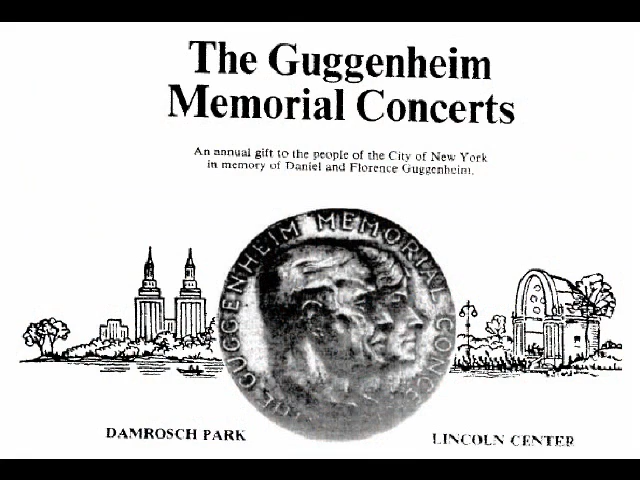 The Guggenheim
Memorial Concerts
An annual gift to the people of the City of New York
in memory of Daniel and Florence Guggenheim.
THE GUGGENHEIM MEMORIAL CONCE
DAMROSCH PARK
LINCOLN CENTER